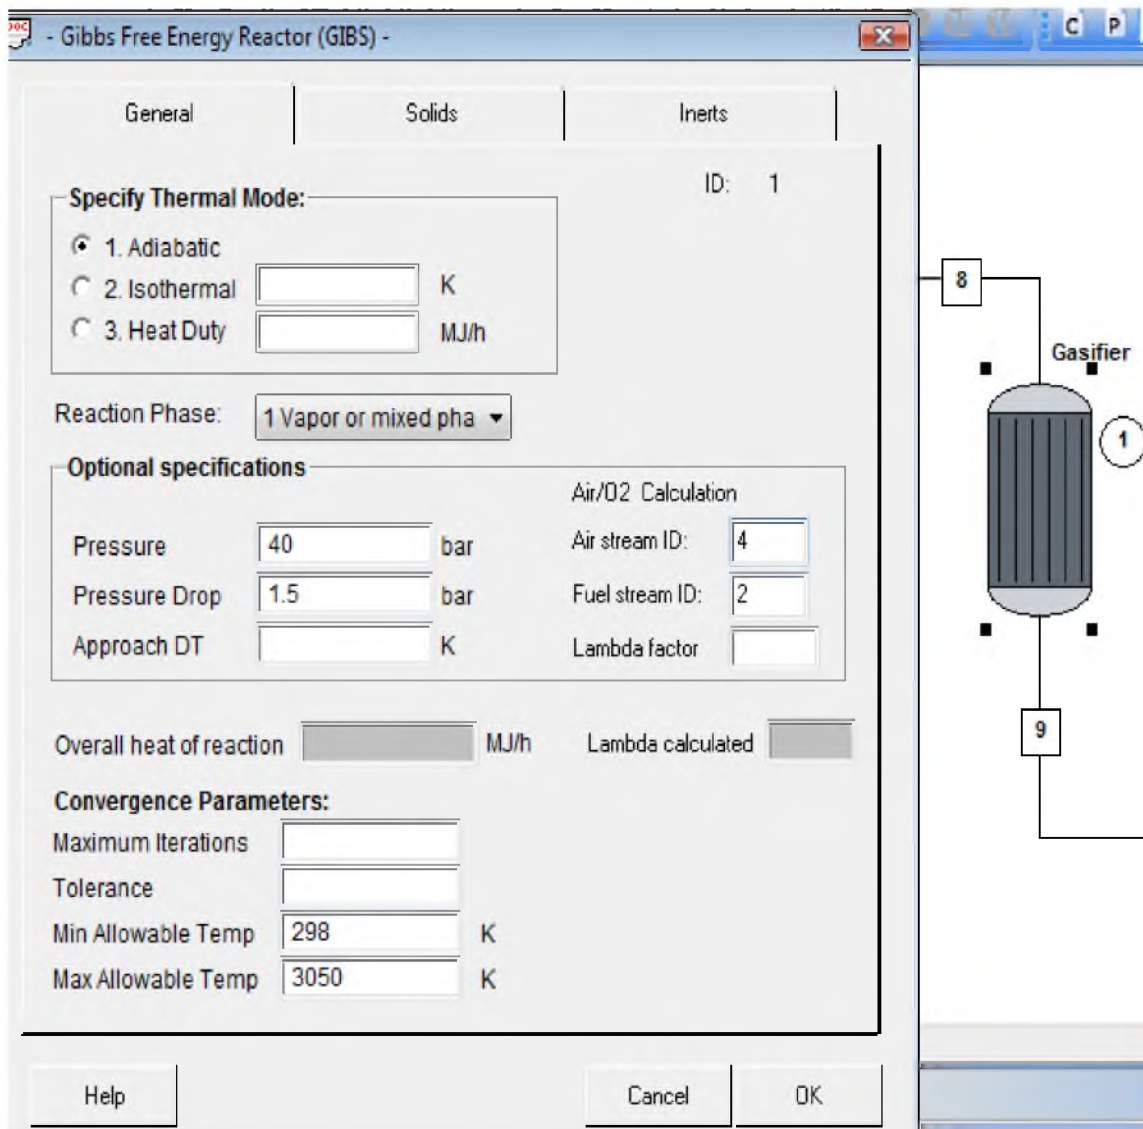 - Gibbs Free Energy Reactor (GIBS) -
C P
General Solids Inerts
ID: 1
Specify Thermal Mode:
1. Adiabatic
2. Isothermal K
3. Heat Duty MJ/h
Reaction Phase: 1 Vapor or mixed pha
Optional specifications
Air/O2 Calculation
Pressure 40 bar Air stream ID: 4
Pressure Drop 1.5 bar Fuel stream ID: 2
Approach DT K Lambda factor
Overall heat of reaction MJ/h Lambda calculated
Convergence Parameters:
Maximum Iterations
Tolerance
Min Allowable Temp 298 K
Max Allowable Temp 3050 K
Help Cancel OK
8
Gasifier
1
9